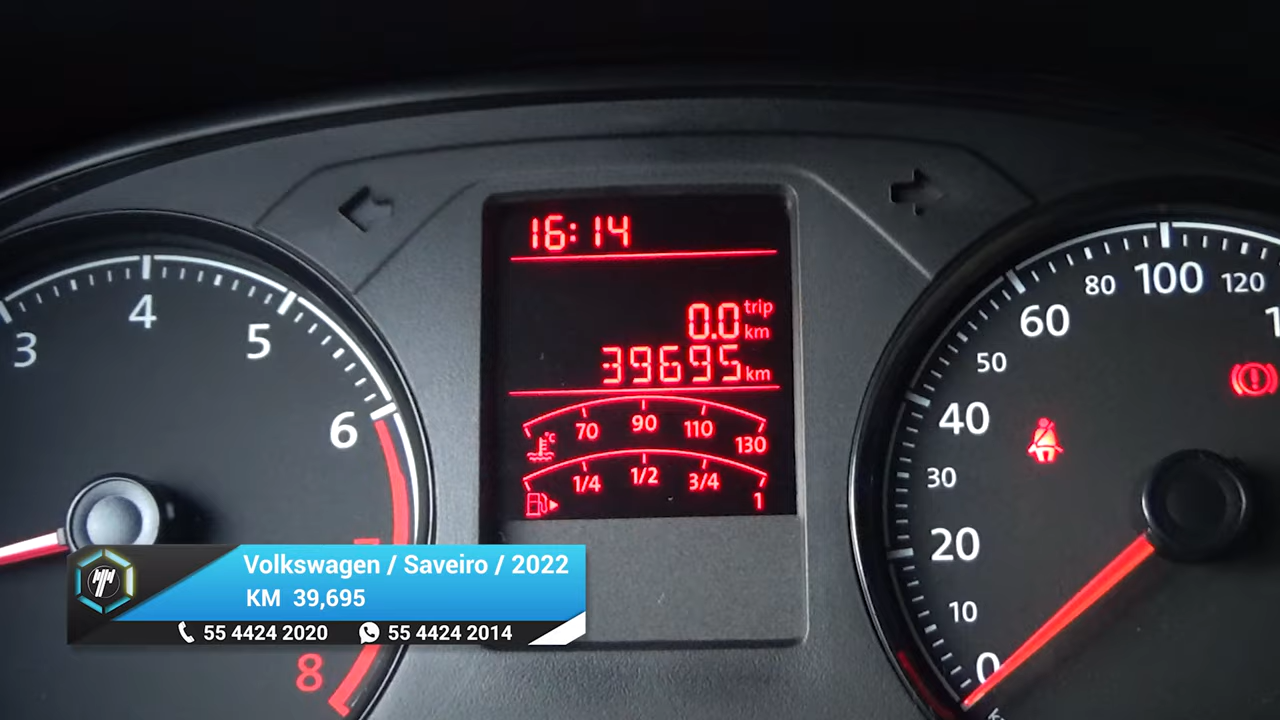 16:14
0.0 trip km
39695 km
70 90 110 130
°C
1/4 1/2 3/4 1
3 4 5 6 8
0 10 20 30 40 50 60 80 100 120
Volkswagen / Saveiro / 2022
KM 39,695
55 4424 2020 55 4424 2014